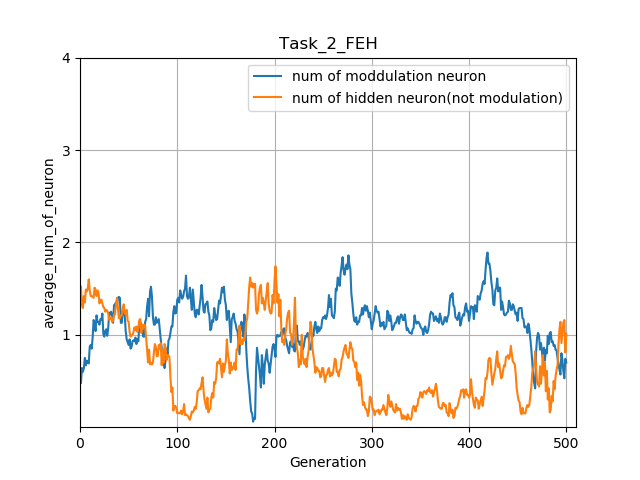 Task_2_FEH
num of moddulation neuron
num of hidden neuron(not modulation)
average_num_of_neuron
4
3
2
1
0 100 200 300 400 500
Generation